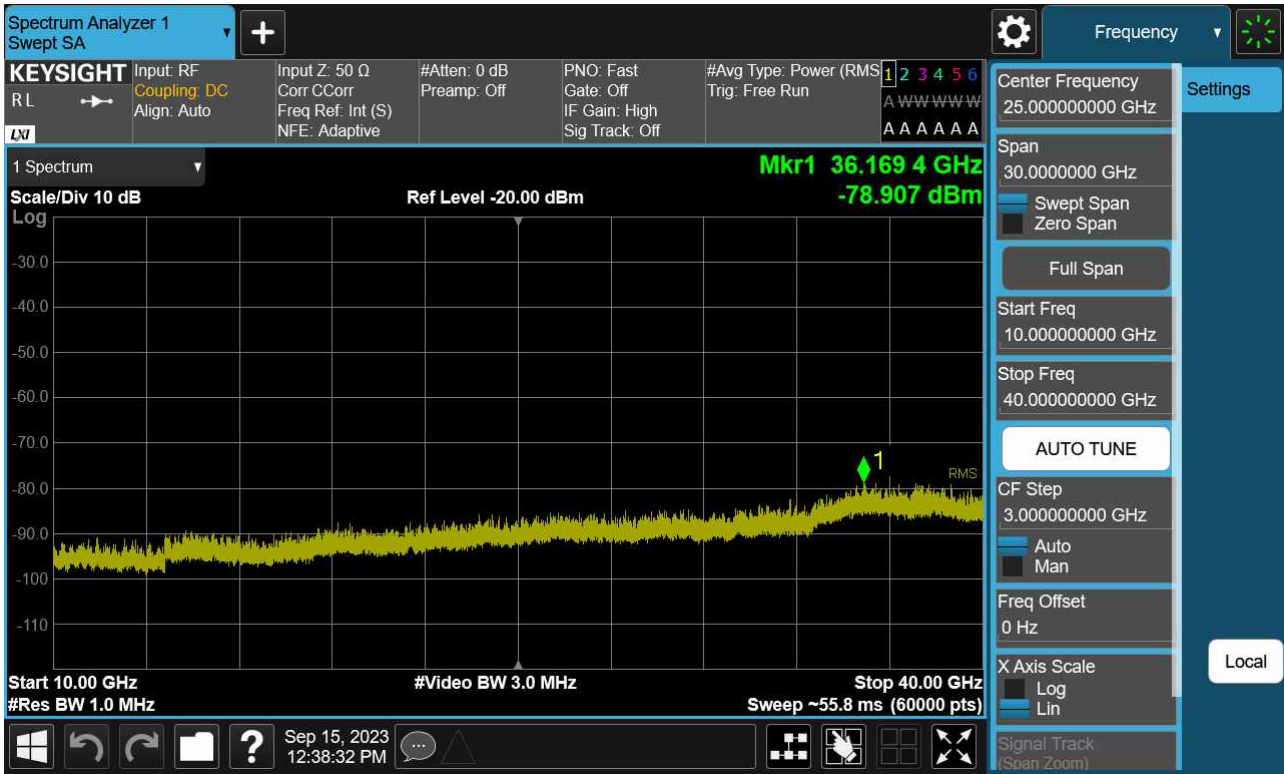 Spectrum Analyzer 1
Swept SA
+
Frequency
KEYSIGHT
R L
LXI
Input: RF
Coupling: DC
Align: Auto
Input Z: 50 Ω
Corr CCorr
Freq Ref: Int (S)
NFE: Adaptive
#Atten: 0 dB
Preamp: Off
PNO: Fast
Gate: Off
IF Gain: High
Sig Track: Off
#Avg Type: Power (RMS
Trig: Free Run
1 2 3 4 5 6
A W W W W W
A A A A A A
1 Spectrum
Mkr1 36.169 4 GHz
-78.907 dBm
Scale/Div 10 dB
Ref Level -20.00 dBm
Log
-30.0
-40.0
-50.0
-60.0
-70.0
-80.0
-90.0
-100
-110
1
RMS
Start 10.00 GHz
#Video BW 3.0 MHz
Stop 40.00 GHz
#Res BW 1.0 MHz
Sweep ~55.8 ms (60000 pts)
?
Sep 15, 2023
12:38:32 PM
Center Frequency
25.000000000 GHz
Span
30.0000000 GHz
Swept Span
Zero Span
Full Span
Start Freq
10.000000000 GHz
Stop Freq
40.000000000 GHz
AUTO TUNE
CF Step
3.000000000 GHz
Auto
Man
Freq Offset
0 Hz
X Axis Scale
Log
Lin
Signal Track
(Span Zoom)
Settings
Local